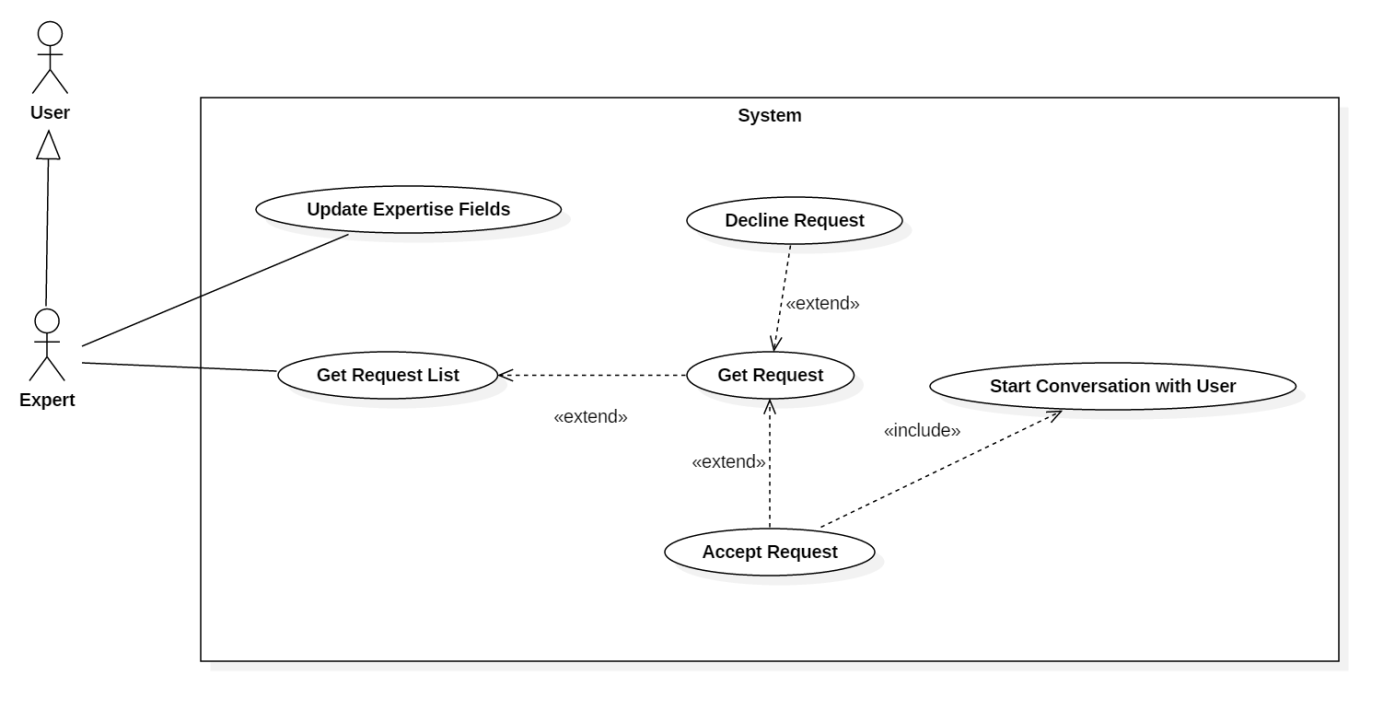 User
System
Update Expertise Fields
Decline Request
«extend»
Get Request List
Get Request
Start Conversation with User
Expert
«extend»
«include»
«extend»
Accept Request